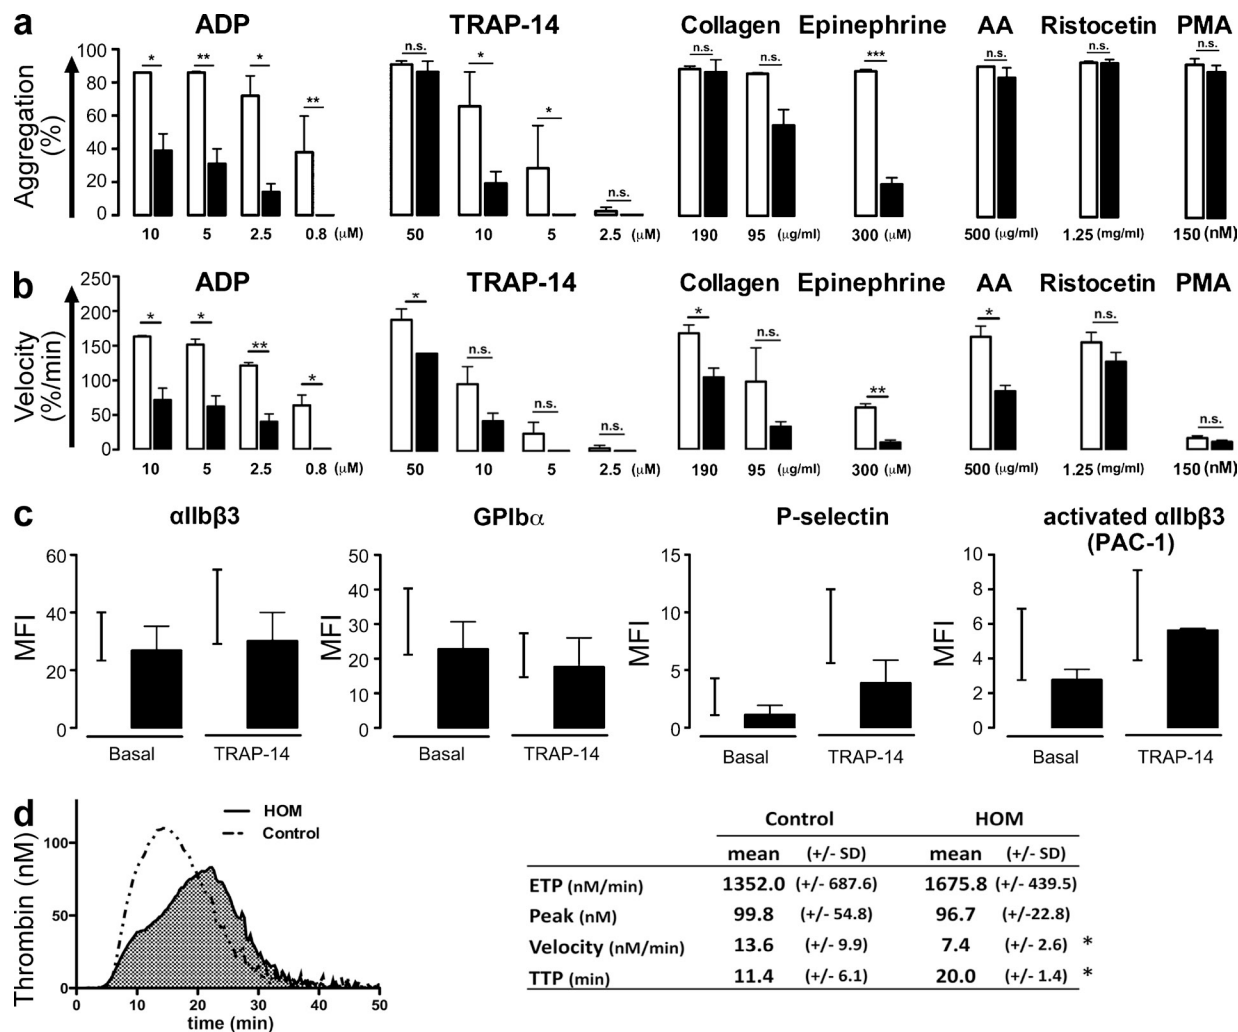 a ADP TRAP-14 Collagen Epinephrine AA Ristocetin PMA
Aggregation
(%)
100
80
60
40
20
0
* ** * ** n.s. * * n.s. n.s. n.s. *** n.s. n.s. n.s.
10 5 2.5 0.8 (µM) 50 10 5 2.5 (µM) 190 95 (µg/ml) 300 (µM) 500 (µg/ml) 1.25 (mg/ml) 150 (nM)
b ADP TRAP-14 Collagen Epinephrine AA Ristocetin PMA
Velocity
(%/min)
250
200
150
100
50
0
* * ** * * n.s. n.s. n.s. * n.s. ** * n.s. n.s.
10 5 2.5 0.8 (µM) 50 10 5 2.5 (µM) 190 95 (µg/ml) 300 (µM) 500 (µg/ml) 1.25 (mg/ml) 150 (nM)
c αIIbβ3 GPIbα P-selectin activated αIIbβ3
(PAC-1)
MFI
60
40
20
0
Basal TRAP-14
MFI
50
40
30
20
10
0
Basal TRAP-14
MFI
15
10
5
0
Basal TRAP-14
MFI
10
8
6
4
2
0
Basal TRAP-14
d
Thrombin (nM)
100
50
0
HOM
Control
0 10 20 30 40 50
time (min)
Control HOM
mean (+/- SD) mean (+/- SD)
ETP (nM/min) 1352.0 (+/- 687.6) 1675.8 (+/- 439.5)
Peak (nM) 99.8 (+/- 54.8) 96.7 (+/-22.8)
Velocity (nM/min) 13.6 (+/- 9.9) 7.4 (+/- 2.6) *
TTP (min) 11.4 (+/- 6.1) 20.0 (+/- 1.4) *